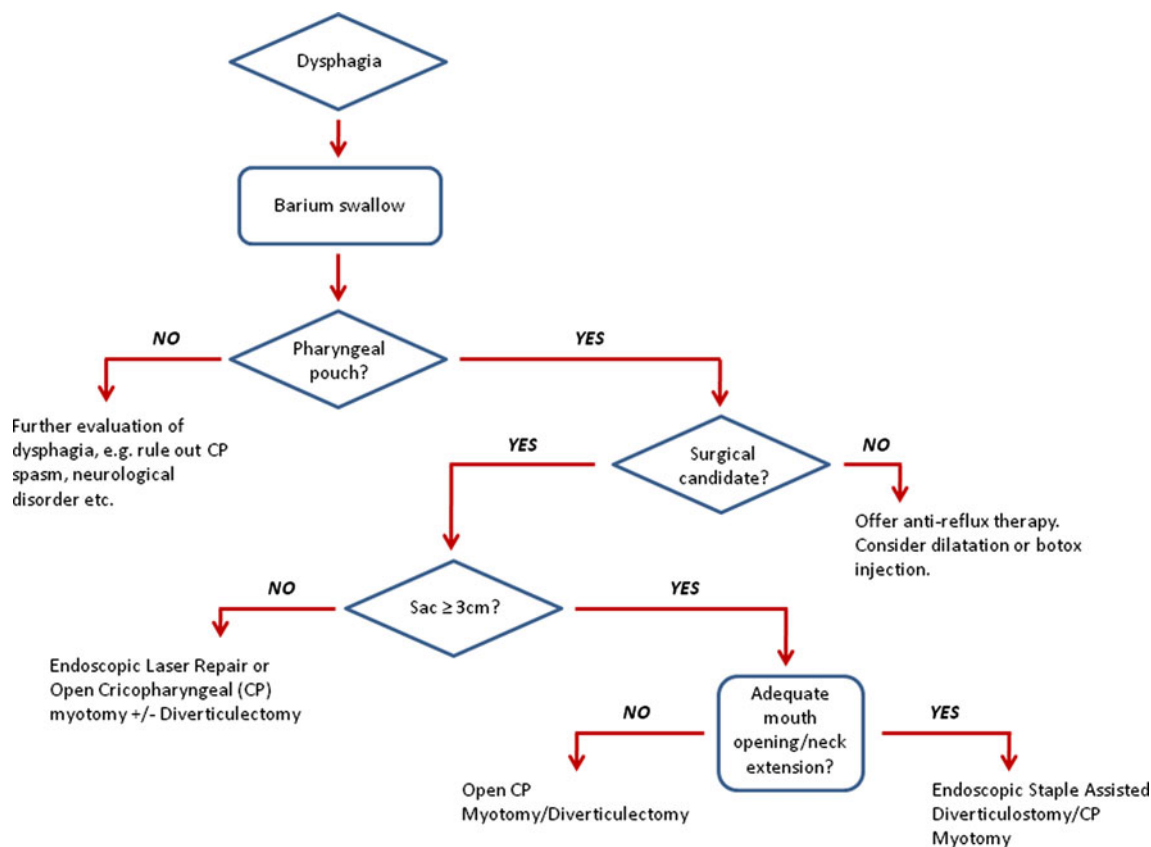 Dysphagia
Barium swallow
NO
YES
Pharyngeal
pouch?
Further evaluation of
dysphagia, e.g. rule out CP
spasm, neurological
disorder etc.
YES
Surgical
candidate?
NO
Offer anti-reflux therapy.
Consider dilatation or botox
injection.
NO
Sac ≥ 3cm?
YES
Endoscopic Laser Repair or
Open Cricopharyngeal (CP)
myotomy +/- Diverticulectomy
NO
Adequate
mouth
opening/neck
extension?
YES
Open CP
Myotomy/Diverticulectomy
Endoscopic Staple Assisted
Diverticulostomy/CP
Myotomy